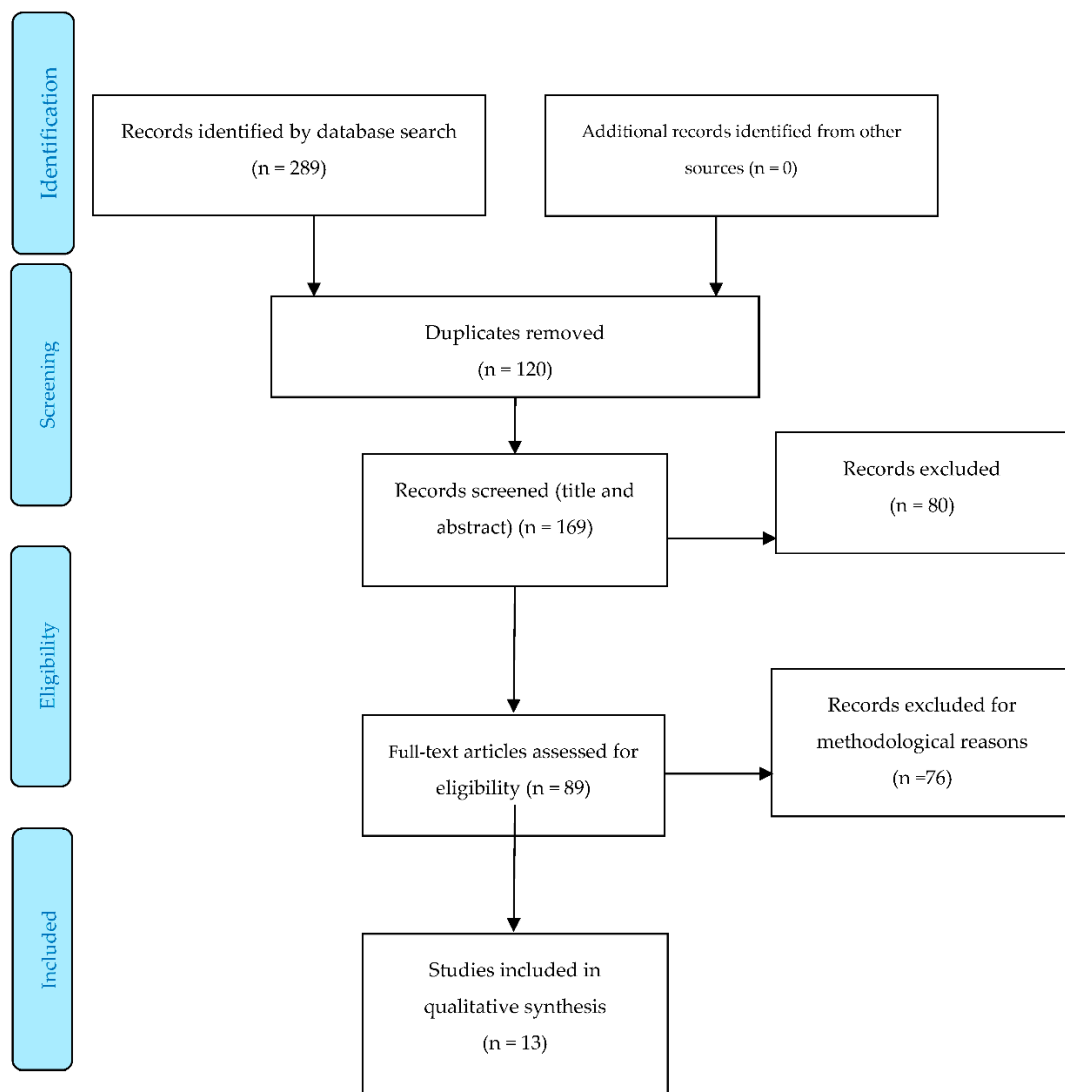 Identification
Records identified by database search
(n = 289)
Additional records identified from other
sources (n = 0)
Screening
Duplicates removed
(n = 120)
Records screened (title and
abstract) (n = 169)
Records excluded
(n = 80)
Eligibility
Full-text articles assessed for
eligibility (n = 89)
Records excluded for
methodological reasons
(n =76)
Included
Studies included in
qualitative synthesis
(n = 13)